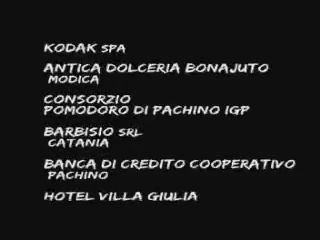 KODAK SPA
ANTICA DOLCERIA BONAJUTO
MODICA
CONSORZIO
POMODORO DI PACHINO IGP
BARBISIO SRL
CATANIA
BANCA DI CREDITO COOPERATIVO
PACHINO
HOTEL VILLA GIULIA